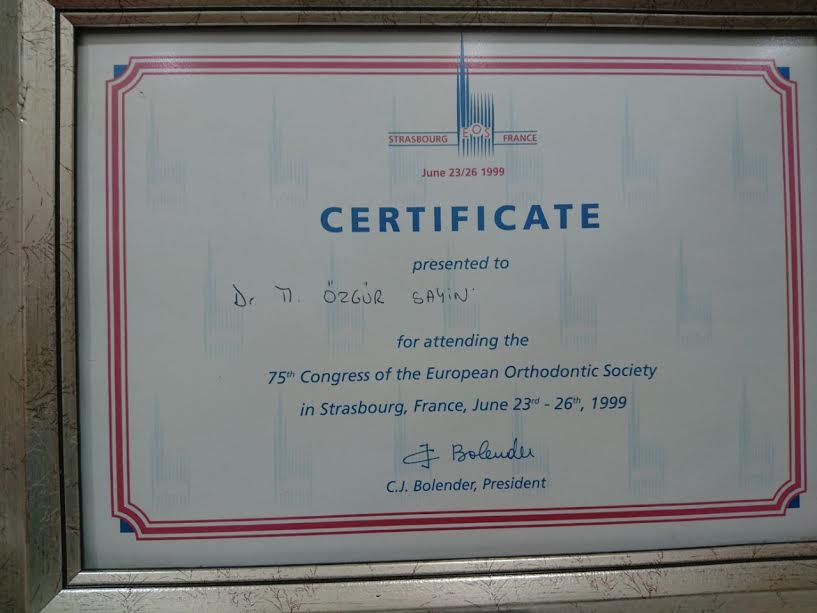 STRASBOURG EOS FRANCE
June 23/26 1999
CERTIFICATE
presented to
Dr M. ÖZGÜR SAYIN
for attending the
75th Congress of the European Orthodontic Society
in Strasbourg, France, June 23rd - 26th, 1999
CJ Bolender
C.J. Bolender, President